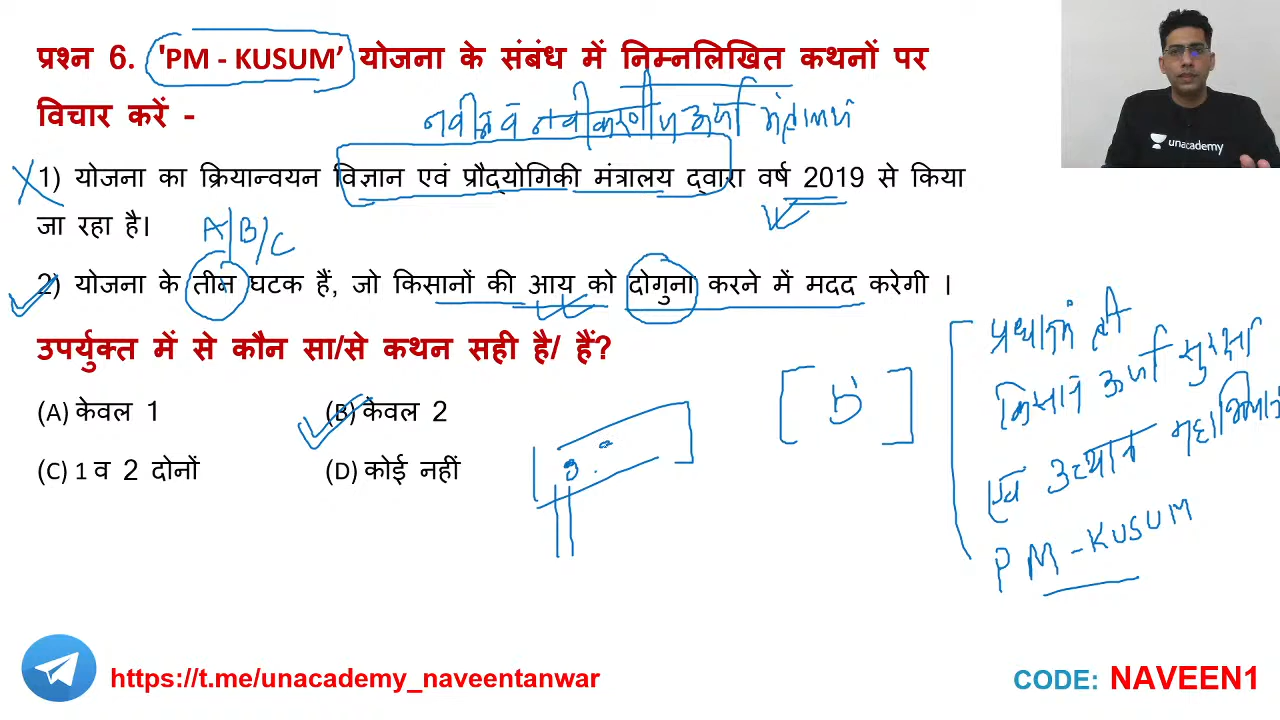 प्रश्न 6. 'PM - KUSUM’ योजना के संबंध में निम्नलिखित कथनों पर
विचार करें -
नवीन व नवीकरणीय ऊर्जा मंत्रालय
1) योजना का क्रियान्वयन विज्ञान एवं प्रौद्योगिकी मंत्रालय द्वारा वर्ष 2019 से किया
जा रहा है।
A/B/C
2) योजना के तीन घटक हैं, जो किसानों की आय को दोगुना करने में मदद करेगी ।
उपर्युक्त में से कौन सा/से कथन सही है/ हैं?
(A) केवल 1
(B) केवल 2
(C) 1 व 2 दोनों
(D) कोई नहीं
प्रधानमंत्री
किसान ऊर्जा सुरक्षा
एवं उत्थान महाभियान
PM - KUSUM
unacademy
https://t.me/unacademy_naveentanwar
CODE: NAVEEN1